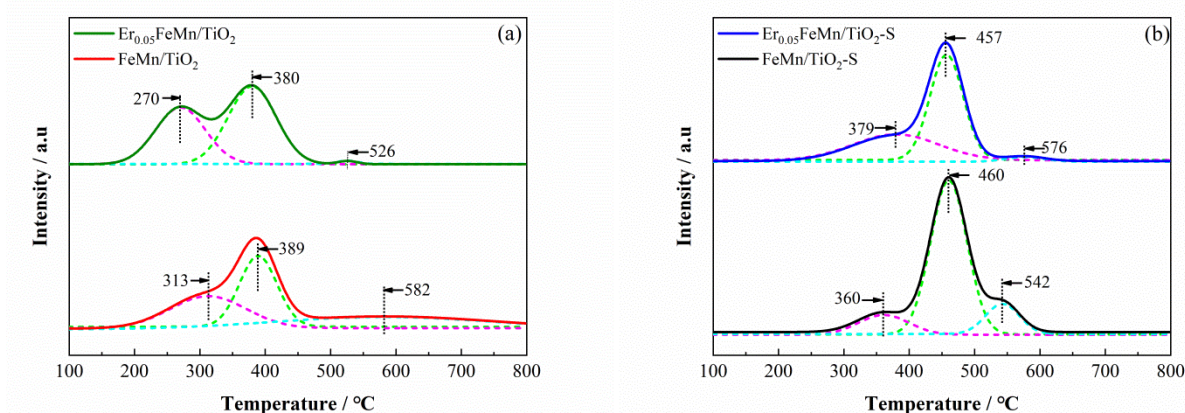 (a)
Er0.05FeMn/TiO2
FeMn/TiO2
270
380
526
313
389
582
Intensity / a.u
100 200 300 400 500 600 700 800
Temperature / °C
(b)
Er0.05FeMn/TiO2-S
FeMn/TiO2-S
457
379
576
460
360
542
Intensity / a.u
100 200 300 400 500 600 700 800
Temperature / °C